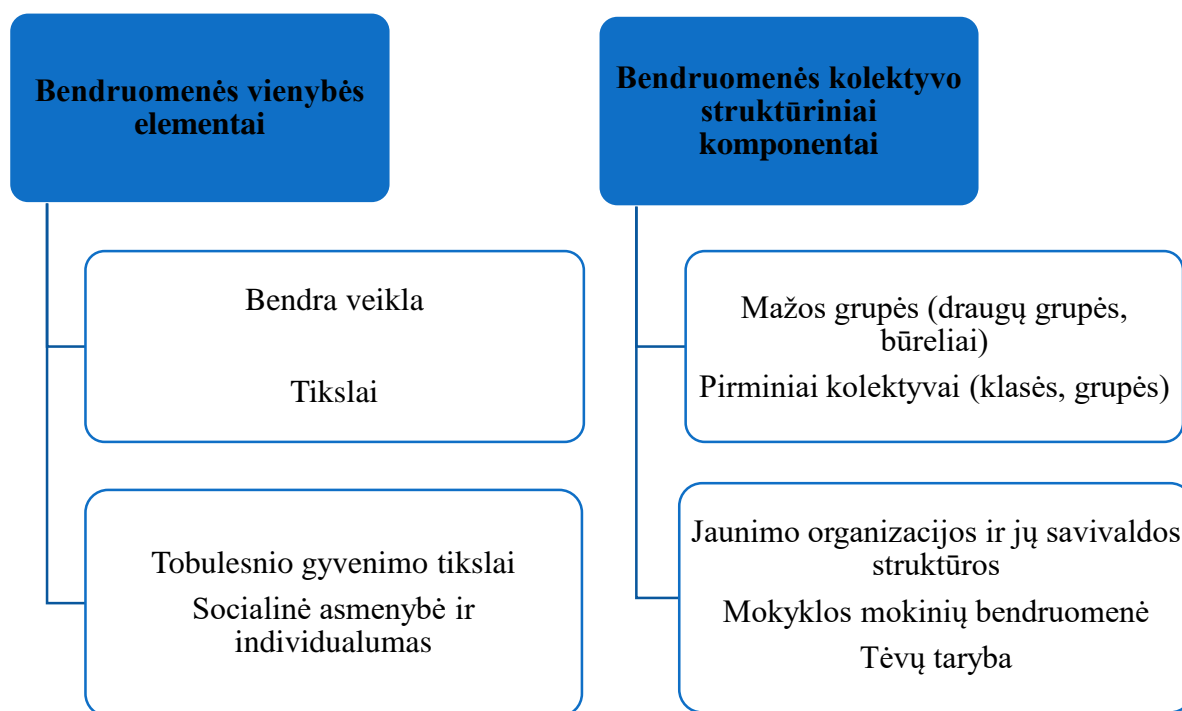 Bendruomenės vienybės
elementai
Bendra veikla
Tikslai
Tobulesnio gyvenimo tikslai
Socialinė asmenybė ir
individualumas
Bendruomenės kolektyvo
struktūriniai
komponentai
Mažos grupės (draugų grupės,
būreliai)
Pirminiai kolektyvai (klasės, grupės)
Jaunimo organizacijos ir jų savivaldos
struktūros
Mokyklos mokinių bendruomenė
Tėvų taryba